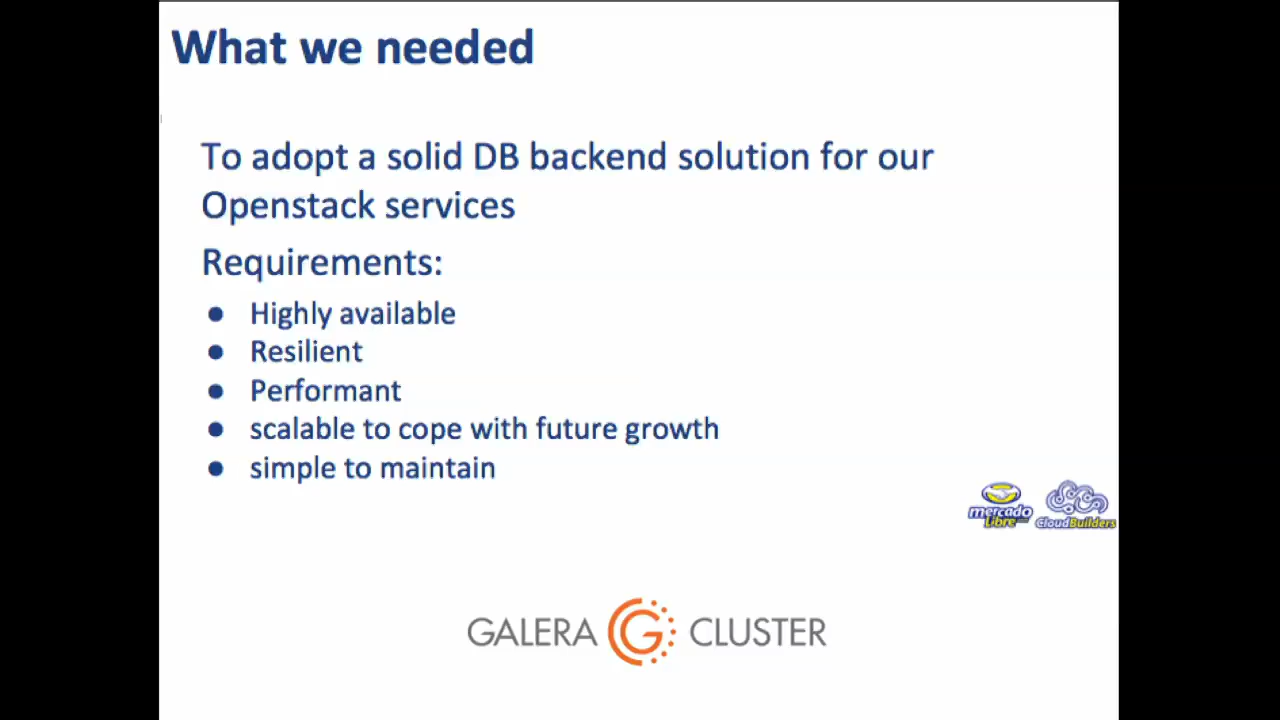 What we needed
To adopt a solid DB backend solution for our
Openstack services
Requirements:
● Highly available
● Resilient
● Performant
● scalable to cope with future growth
● simple to maintain
mercado
libre
CloudBuilders
GALERA CLUSTER